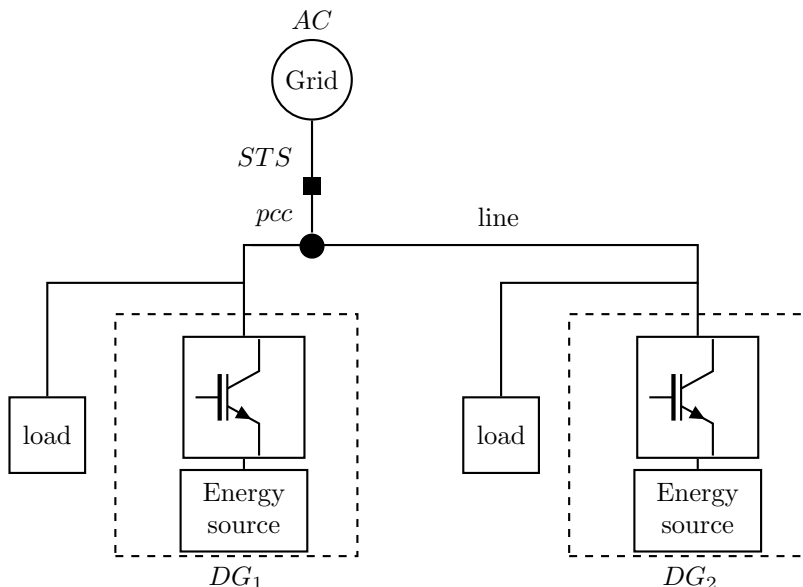 AC
Grid
STS
pcc
line
load
Energy
source
DG₁
load
Energy
source
DG₂